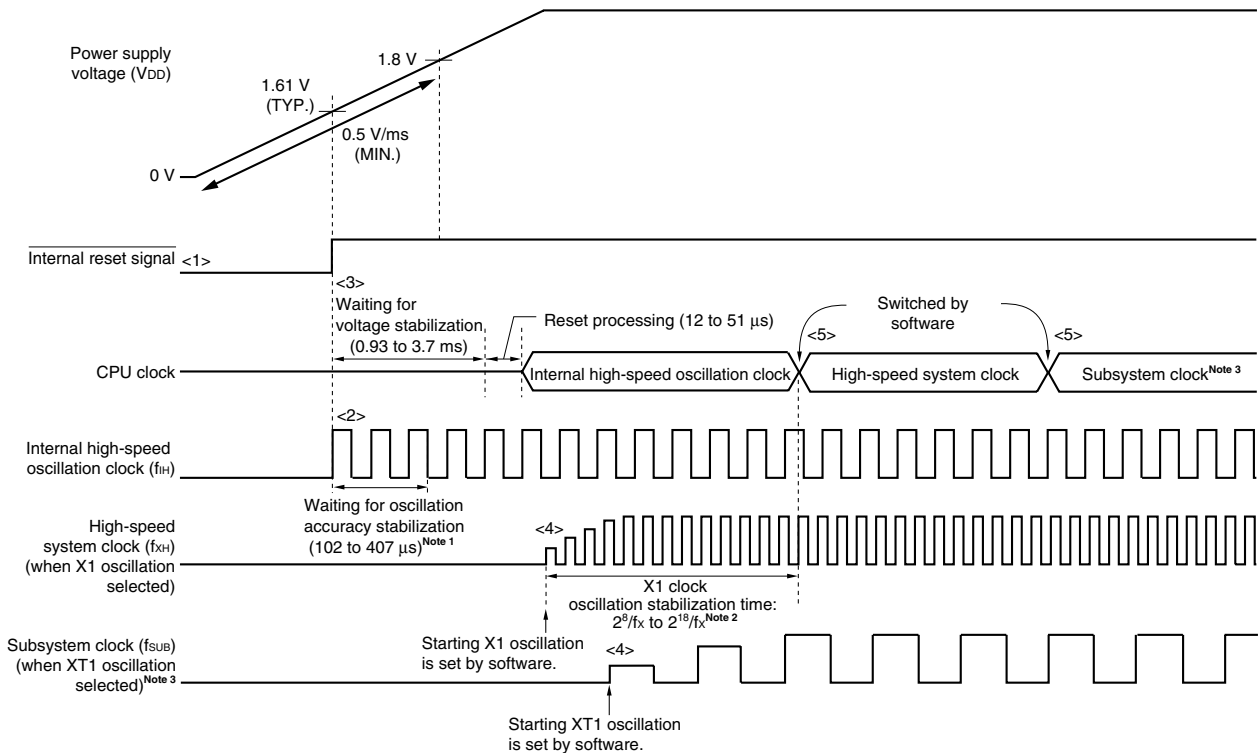 Power supply
voltage (VDD)
1.8 V
1.61 V
(TYP.)
0.5 V/ms
(MIN.)
0 V
Internal reset signal
<1>
<3>
Waiting for
voltage stabilization
(0.93 to 3.7 ms)
Reset processing (12 to 51 μs)
Switched by
software
<5>
<5>
CPU clock
Internal high-speed oscillation clock
High-speed system clock
Subsystem clock Note 3
<2>
Internal high-speed
oscillation clock (fIH)
Waiting for oscillation
accuracy stabilization
(102 to 407 μs) Note 1
High-speed
system clock (fXH)
(when X1 oscillation
selected)
<4>
X1 clock
oscillation stabilization time:
2^8/fX to 2^18/fX Note 2
Starting X1 oscillation
is set by software.
Subsystem clock (fSUB)
(when XT1 oscillation
selected) Note 3
<4>
Starting XT1 oscillation
is set by software.